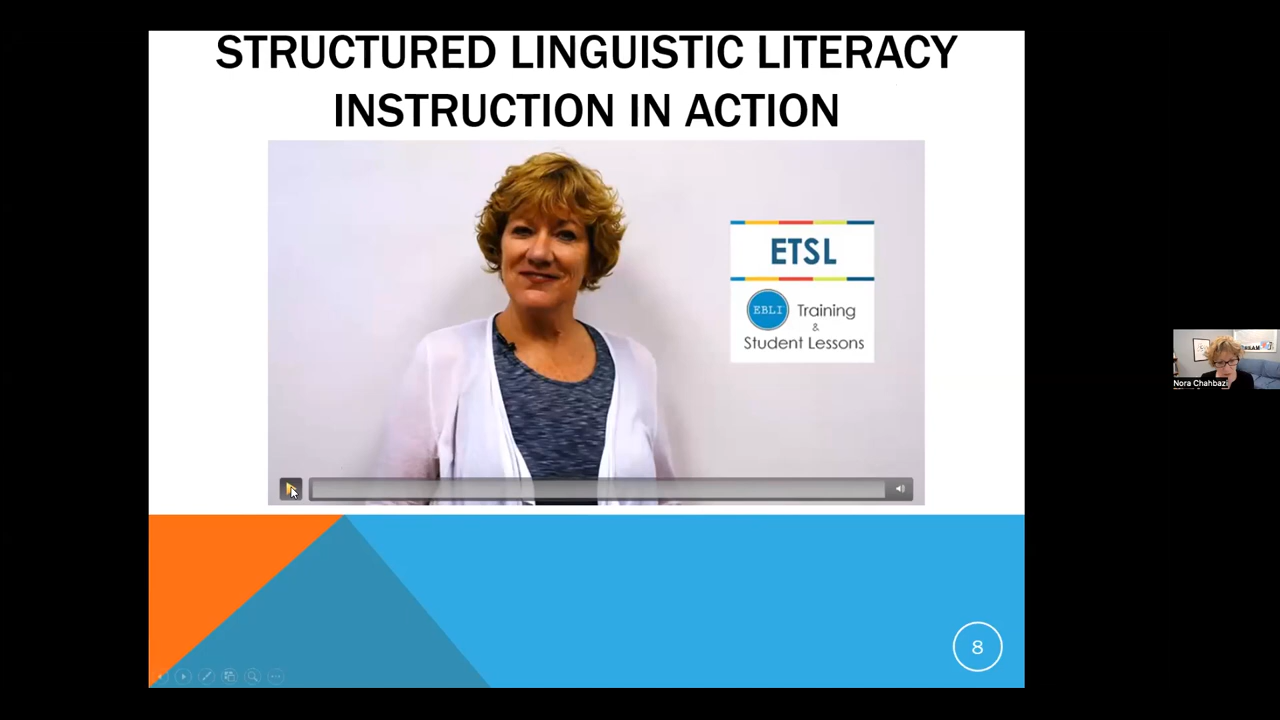 STRUCTURED LINGUISTIC LITERACY
INSTRUCTION IN ACTION
ETSL
EBLI Training
&
Student Lessons
8
Nora Chahbazi